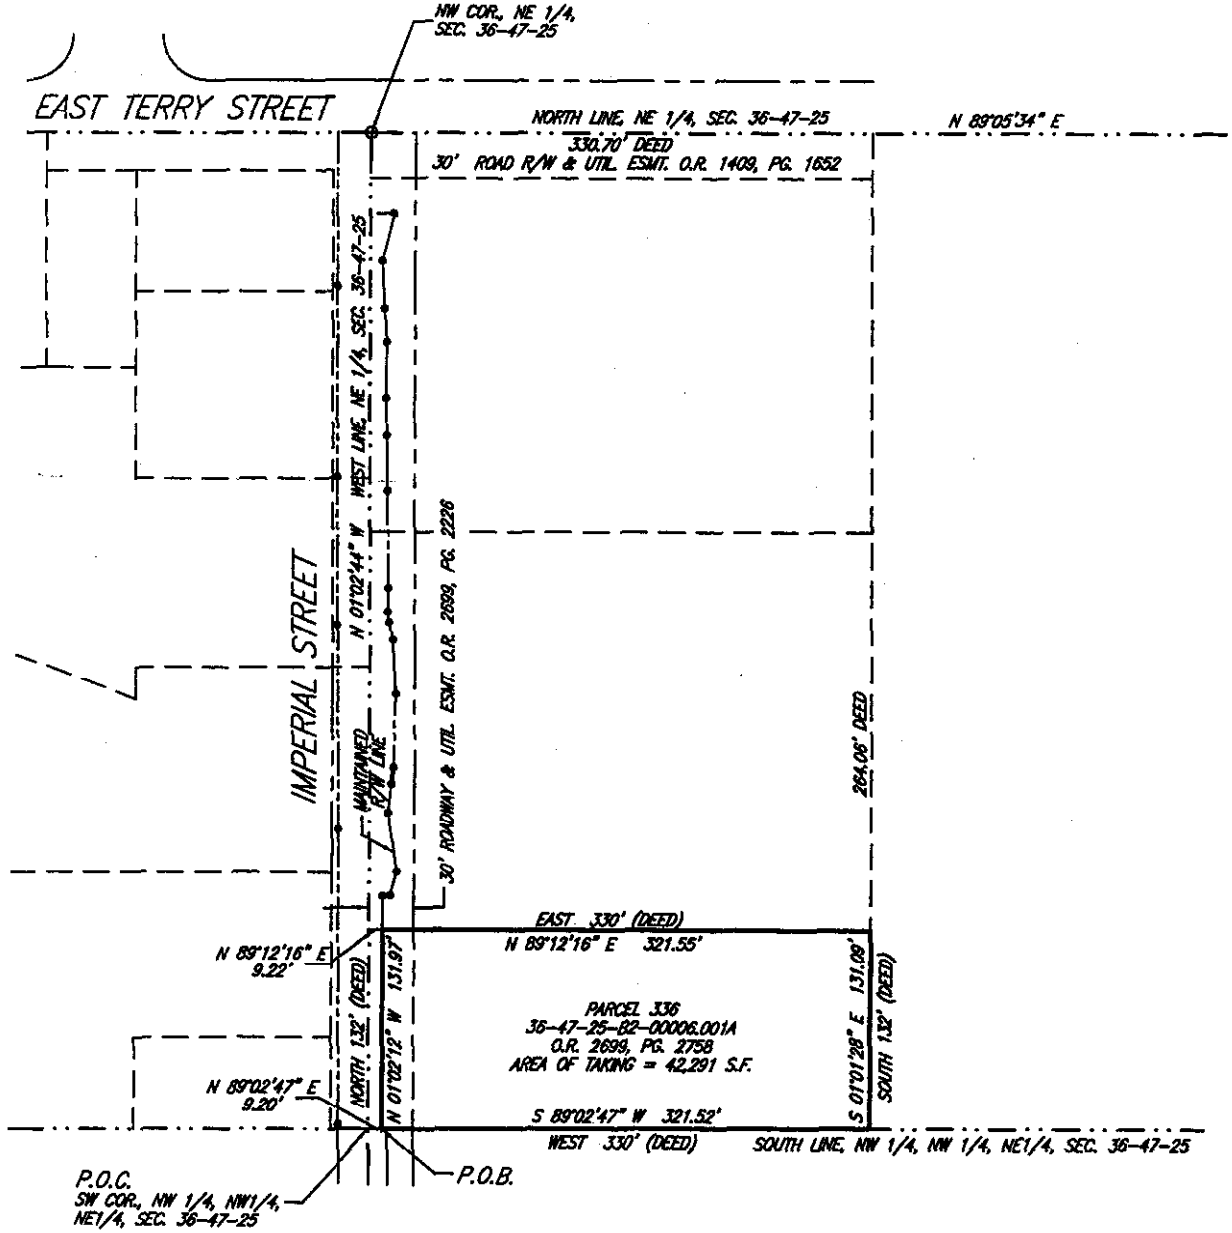 NW COR., NE 1/4,
SEC. 36-47-25
EAST TERRY STREET
NORTH LINE, NE 1/4, SEC. 36-47-25
N 89°05'34" E
330.70' DEED
30' ROAD R/W & UTIL. ESMT. O.R. 1409, PG. 1652
WEST LINE, NE 1/4, SEC. 36-47-25
N 01°02'44" W
IMPERIAL STREET
30' ROADWAY & UTIL. ESMT. O.R. 2699, PG. 2226
MAINTAINED
R/W LINE
264.06' DEED
EAST 330' (DEED)
N 89°12'16" E 321.55'
N 89°12'16" E
9.22'
NORTH 132' (DEED)
N 01°02'12" W 131.97'
PARCEL 336
36-47-25-B2-00006.001A
O.R. 2699, PG. 2758
AREA OF TAKING = 42,291 S.F.
S 01°01'28" E 131.09'
SOUTH 132' (DEED)
N 89°02'47" E
9.20'
S 89°02'47" W 321.52'
WEST 330' (DEED)
SOUTH LINE, NW 1/4, NW 1/4, NE1/4, SEC. 36-47-25
P.O.B.
P.O.C.
SW COR., NW 1/4, NW1/4,
NE1/4, SEC. 36-47-25